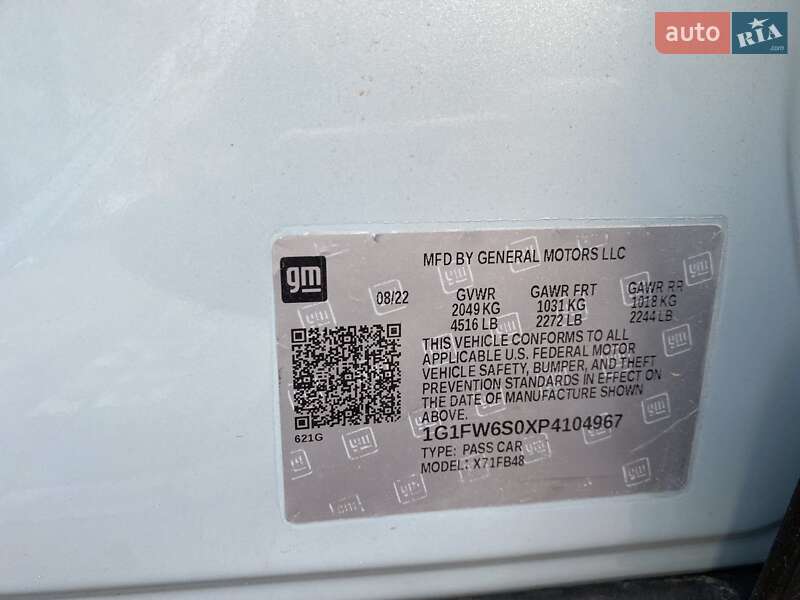 auto RIA.com
MFD BY GENERAL MOTORS LLC
gm
08/22
GVWR GAWR FRT GAWR RR
2049 KG 1031 KG 1018 KG
4516 LB 2272 LB 2244 LB
THIS VEHICLE CONFORMS TO ALL
APPLICABLE U.S. FEDERAL MOTOR
VEHICLE SAFETY, BUMPER, AND THEFT
PREVENTION STANDARDS IN EFFECT ON
THE DATE OF MANUFACTURE SHOWN
ABOVE.
621G
1G1FW6S0XP4104967
TYPE: PASS CAR
MODEL: X71FB48